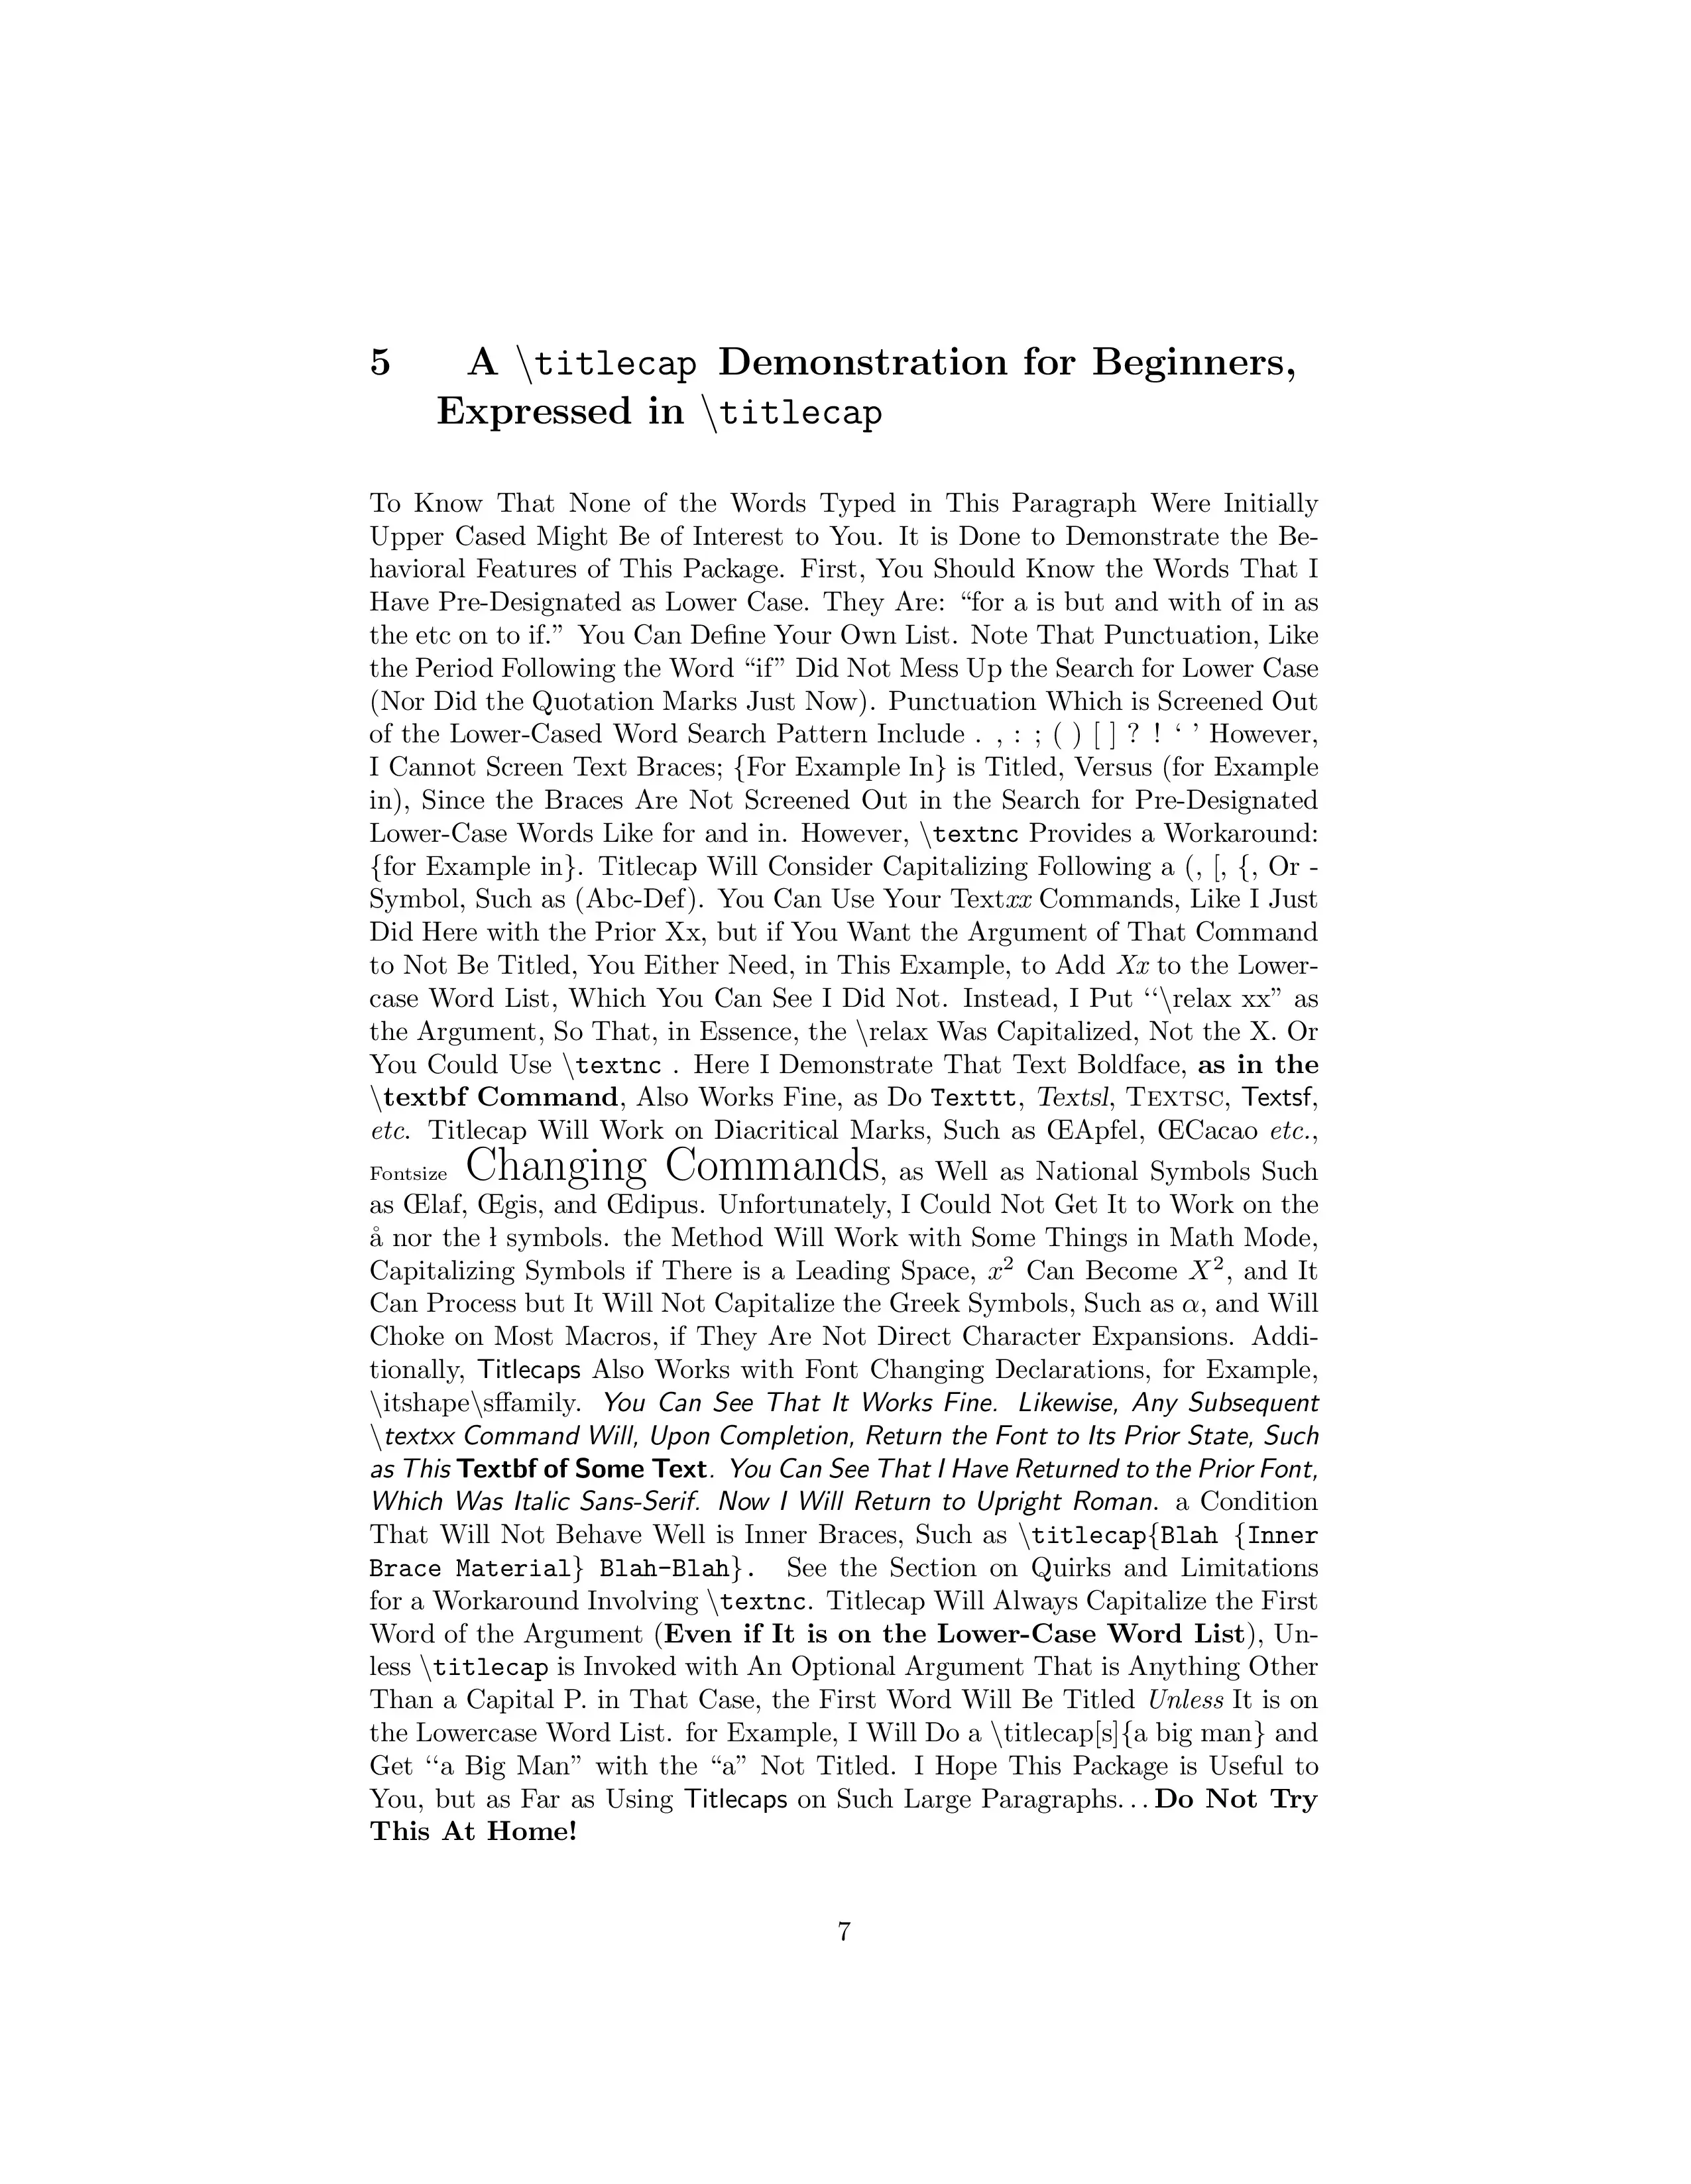 5 A \titlecap Demonstration for Beginners,
Expressed in \titlecap
To Know That None of the Words Typed in This Paragraph Were Initially
Upper Cased Might Be of Interest to You. It is Done to Demonstrate the Be-
havioral Features of This Package. First, You Should Know the Words That I
Have Pre-Designated as Lower Case. They Are: “for a is but and with of in as
the etc on to if.” You Can Define Your Own List. Note That Punctuation, Like
the Period Following the Word “if” Did Not Mess Up the Search for Lower Case
(Nor Did the Quotation Marks Just Now). Punctuation Which is Screened Out
of the Lower-Cased Word Search Pattern Include . , : ; ( ) [ ] ? ! ‘ ’ However,
I Cannot Screen Text Braces; {For Example In} is Titled, Versus (for Example
in), Since the Braces Are Not Screened Out in the Search for Pre-Designated
Lower-Case Words Like for and in. However, \textnc Provides a Workaround:
{for Example in}. Titlecap Will Consider Capitalizing Following a (, [, {, Or -
Symbol, Such as (Abc-Def). You Can Use Your Textxx Commands, Like I Just
Did Here with the Prior Xx, but if You Want the Argument of That Command
to Not Be Titled, You Either Need, in This Example, to Add Xx to the Lower-
case Word List, Which You Can See I Did Not. Instead, I Put ‘‘\relax xx” as
the Argument, So That, in Essence, the \relax Was Capitalized, Not the X. Or
You Could Use \textnc . Here I Demonstrate That Text Boldface, as in the
\textbf Command, Also Works Fine, as Do Texttt, Textsl, TEXTSC, Textsf,
etc. Titlecap Will Work on Diacritical Marks, Such as ŒApfel, ŒCacao etc.,
Fontsize Changing Commands, as Well as National Symbols Such
as Œlaf, Œgis, and Œdipus. Unfortunately, I Could Not Get It to Work on the
å nor the ł symbols. the Method Will Work with Some Things in Math Mode,
Capitalizing Symbols if There is a Leading Space, x² Can Become X², and It
Can Process but It Will Not Capitalize the Greek Symbols, Such as α, and Will
Choke on Most Macros, if They Are Not Direct Character Expansions. Addi-
tionally, Titlecaps Also Works with Font Changing Declarations, for Example,
\itshape\sffamily. You Can See That It Works Fine. Likewise, Any Subsequent
\textxx Command Will, Upon Completion, Return the Font to Its Prior State, Such
as This Textbf of Some Text. You Can See That I Have Returned to the Prior Font,
Which Was Italic Sans-Serif. Now I Will Return to Upright Roman. a Condition
That Will Not Behave Well is Inner Braces, Such as \titlecap{Blah {Inner
Brace Material} Blah-Blah}. See the Section on Quirks and Limitations
for a Workaround Involving \textnc. Titlecap Will Always Capitalize the First
Word of the Argument (Even if It is on the Lower-Case Word List), Un-
less \titlecap is Invoked with An Optional Argument That is Anything Other
Than a Capital P. in That Case, the First Word Will Be Titled Unless It is on
the Lowercase Word List. for Example, I Will Do a \titlecap[s]{a big man} and
Get ‘‘a Big Man” with the “a” Not Titled. I Hope This Package is Useful to
You, but as Far as Using Titlecaps on Such Large Paragraphs...Do Not Try
This At Home!
7